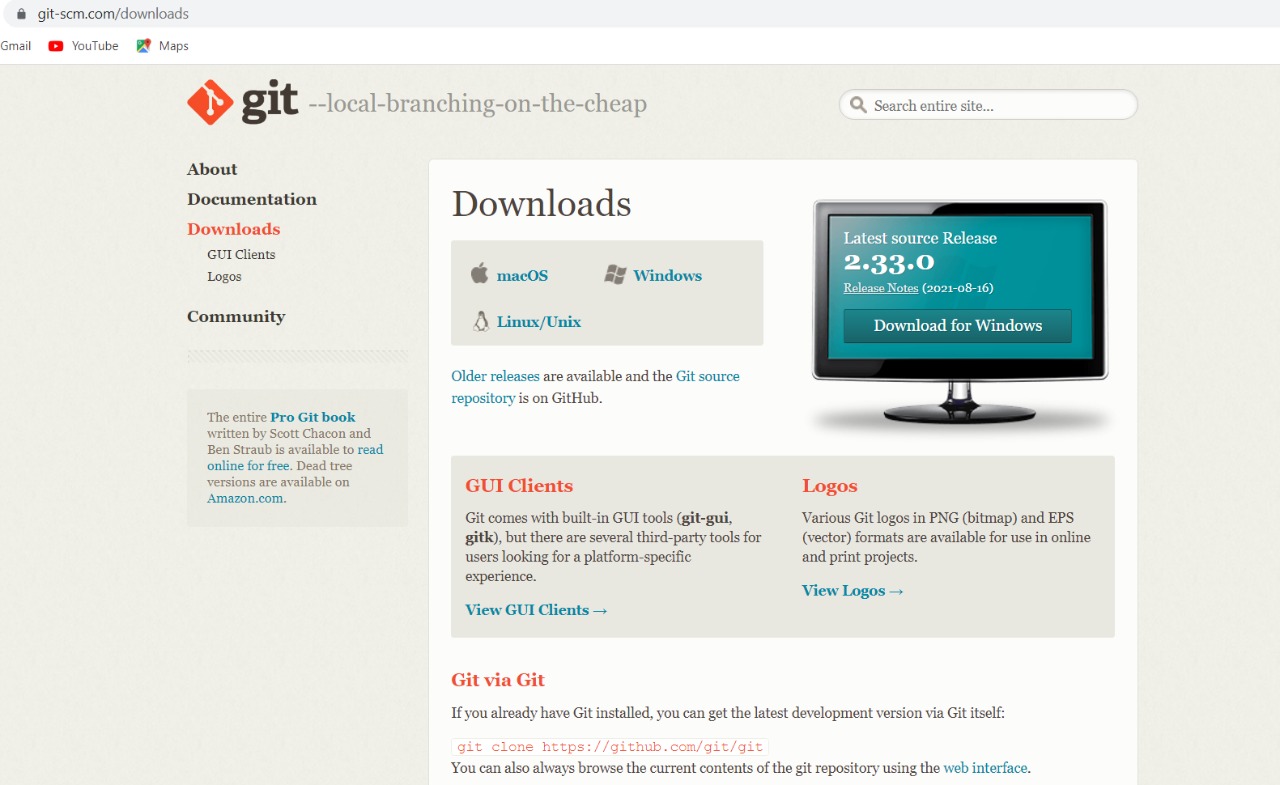 git-scm.com/downloads
Gmail YouTube Maps
git --local-branching-on-the-cheap
Search entire site...
About
Documentation
Downloads
GUI Clients
Logos
Community
The entire Pro Git book
written by Scott Chacon and
Ben Straub is available to read
online for free. Dead tree
versions are available on
Amazon.com.
Downloads
macOS Windows
Linux/Unix
Older releases are available and the Git source
repository is on GitHub.
Latest source Release
2.33.0
Release Notes (2021-08-16)
Download for Windows
GUI Clients
Git comes with built-in GUI tools (git-gui,
gitk), but there are several third-party tools for
users looking for a platform-specific
experience.
View GUI Clients →
Logos
Various Git logos in PNG (bitmap) and EPS
(vector) formats are available for use in online
and print projects.
View Logos →
Git via Git
If you already have Git installed, you can get the latest development version via Git itself:
git clone https://github.com/git/git
You can also always browse the current contents of the git repository using the web interface.